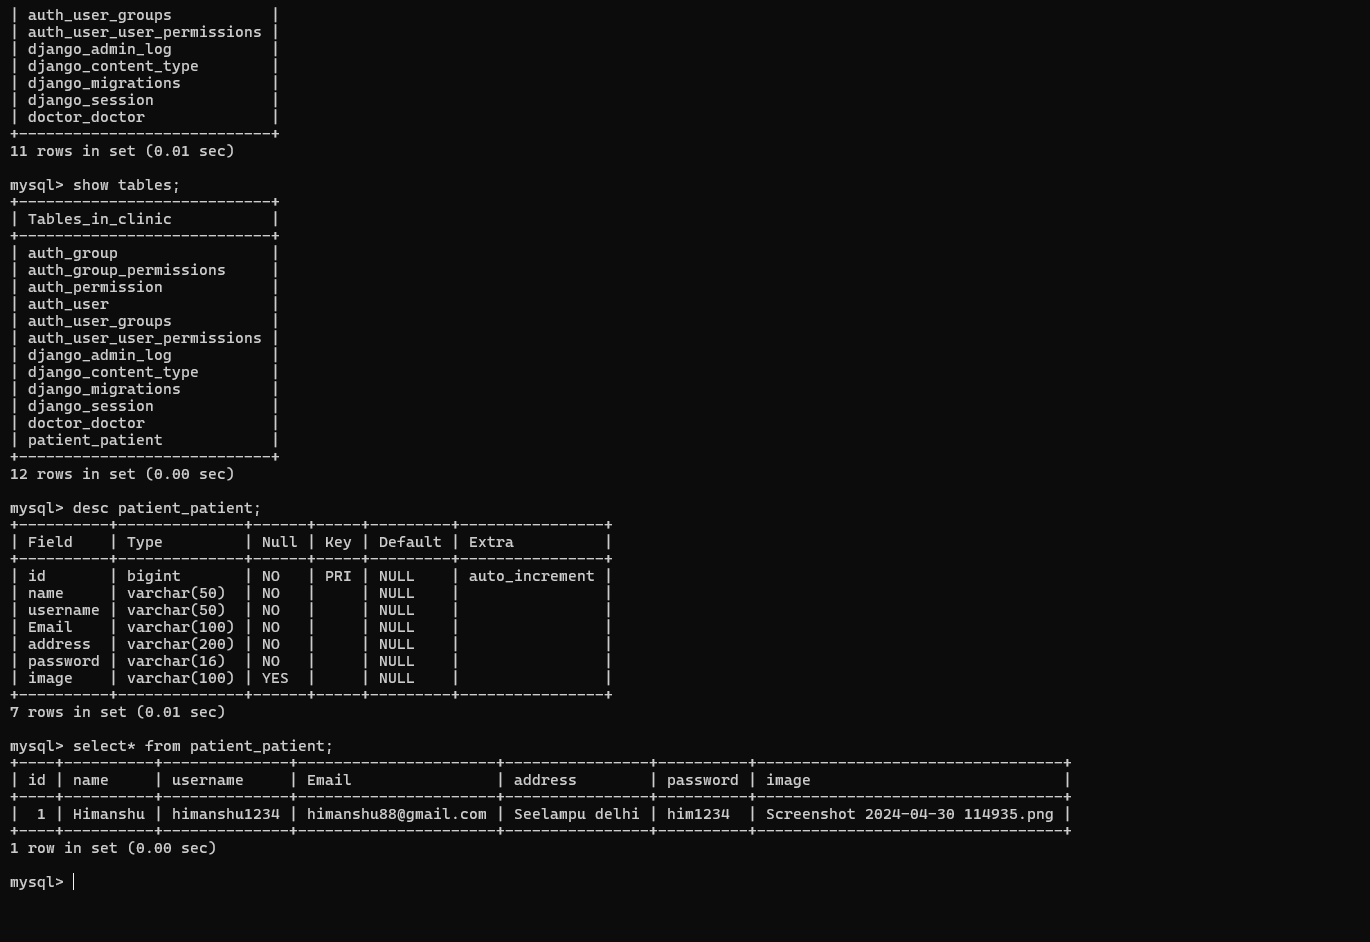 | auth_user_groups           |
| auth_user_user_permissions |
| django_admin_log           |
| django_content_type        |
| django_migrations          |
| django_session             |
| doctor_doctor              |
+----------------------------+
11 rows in set (0.01 sec)
mysql> show tables;
+----------------------------+
| Tables_in_clinic           |
+----------------------------+
| auth_group                 |
| auth_group_permissions     |
| auth_permission            |
| auth_user                  |
| auth_user_groups           |
| auth_user_user_permissions |
| django_admin_log           |
| django_content_type        |
| django_migrations          |
| django_session             |
| doctor_doctor              |
| patient_patient            |
+----------------------------+
12 rows in set (0.00 sec)
mysql> desc patient_patient;
+----------+--------------+------+-----+---------+----------------+
| Field    | Type         | Null | Key | Default | Extra          |
+----------+--------------+------+-----+---------+----------------+
| id       | bigint       | NO   | PRI | NULL    | auto_increment |
| name     | varchar(50)  | NO   |     | NULL    |                |
| username | varchar(50)  | NO   |     | NULL    |                |
| Email    | varchar(100) | NO   |     | NULL    |                |
| address  | varchar(200) | NO   |     | NULL    |                |
| password | varchar(16)  | NO   |     | NULL    |                |
| image    | varchar(100) | YES  |     | NULL    |                |
+----------+--------------+------+-----+---------+----------------+
7 rows in set (0.01 sec)
mysql> select* from patient_patient;
+----+----------+--------------+----------------------+----------------+----------+----------------------------------+
| id | name     | username     | Email                | address        | password | image                            |
+----+----------+--------------+----------------------+----------------+----------+----------------------------------+
|  1 | Himanshu | himanshu1234 | himanshu88@gmail.com | Seelampu delhi | him1234  | Screenshot 2024-04-30 114935.png |
+----+----------+--------------+----------------------+----------------+----------+----------------------------------+
1 row in set (0.00 sec)
mysql>